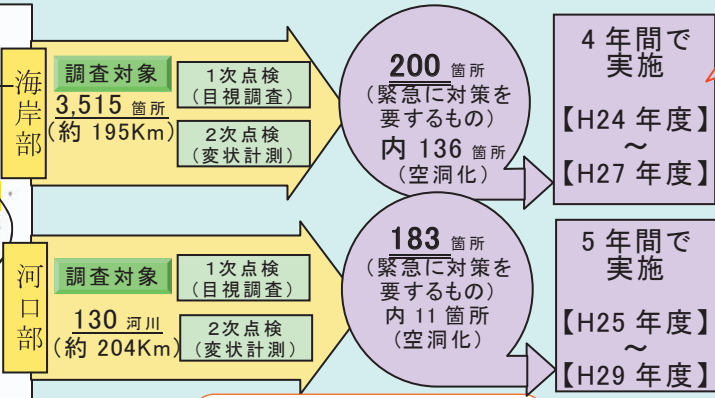 海岸部
調査対象
3,515 箇所
(約 195Km)
1次点検
(目視調査)
2次点検
(変状計測)
200 箇所
(緊急に対策を
要するもの)
内 136 箇所
(空洞化)
4 年間で
実施
【H24 年度】
～
【H27 年度】
河口部
調査対象
130 河川
(約 204Km)
1次点検
(目視調査)
2次点検
(変状計測)
183 箇所
(緊急に対策を
要するもの)
内 11 箇所
(空洞化)
5 年間で
実施
【H25 年度】
～
【H29 年度】